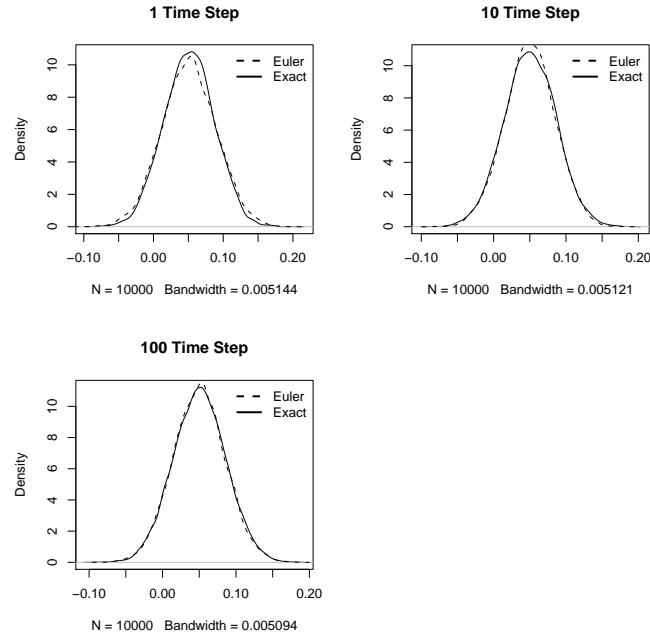 1 Time Step
Density
0 2 4 6 8 10
Euler
Exact
−0.10 0.00 0.10 0.20
N = 10000 Bandwidth = 0.005144
10 Time Step
Density
0 2 4 6 8 10
Euler
Exact
−0.10 0.00 0.10 0.20
N = 10000 Bandwidth = 0.005121
100 Time Step
Density
0 2 4 6 8 10
Euler
Exact
−0.10 0.00 0.10 0.20
N = 10000 Bandwidth = 0.005094